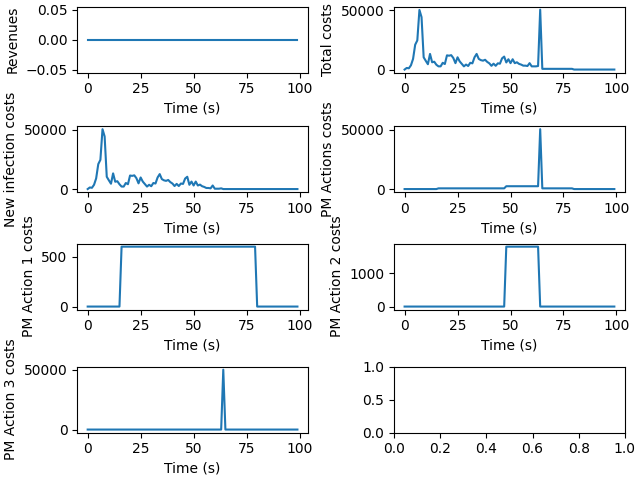 Revenues
0.05
0.00
−0.05
0 25 50 75 100
Time (s)
Total costs
50000
0
0 25 50 75 100
Time (s)
New infection costs
50000
0
0 25 50 75 100
Time (s)
PM Actions costs
50000
0
0 25 50 75 100
Time (s)
PM Action 1 costs
500
0
0 25 50 75 100
Time (s)
PM Action 2 costs
1000
0
0 25 50 75 100
Time (s)
PM Action 3 costs
50000
0
0 25 50 75 100
Time (s)
1.0
0.5
0.0
0.0 0.2 0.4 0.6 0.8 1.0